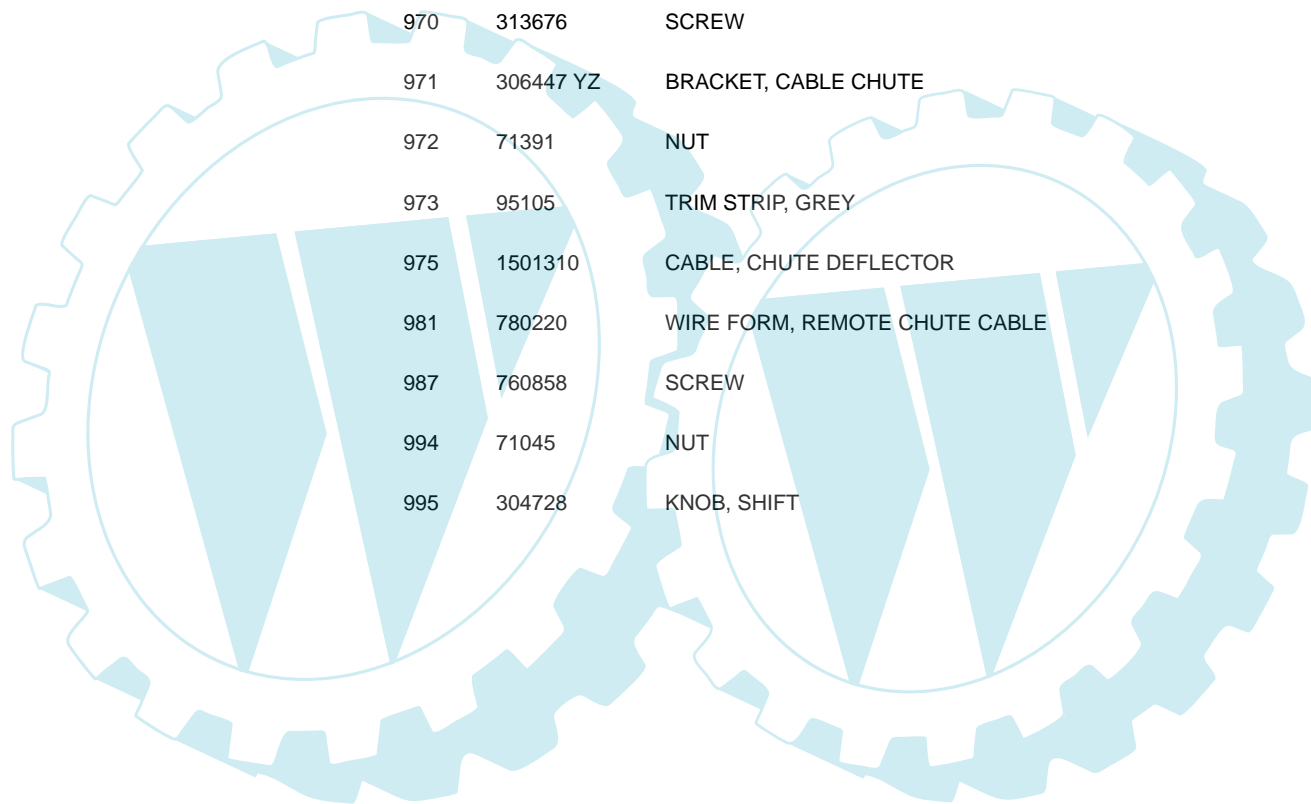 970 313676 SCREW
971 306447 YZ BRACKET, CABLE CHUTE
972 71391 NUT
973 95105 TRIM STRIP, GREY
975 1501310 CABLE, CHUTE DEFLECTOR
981 780220 WIRE FORM, REMOTE CHUTE CABLE
987 760858 SCREW
994 71045 NUT
995 304728 KNOB, SHIFT